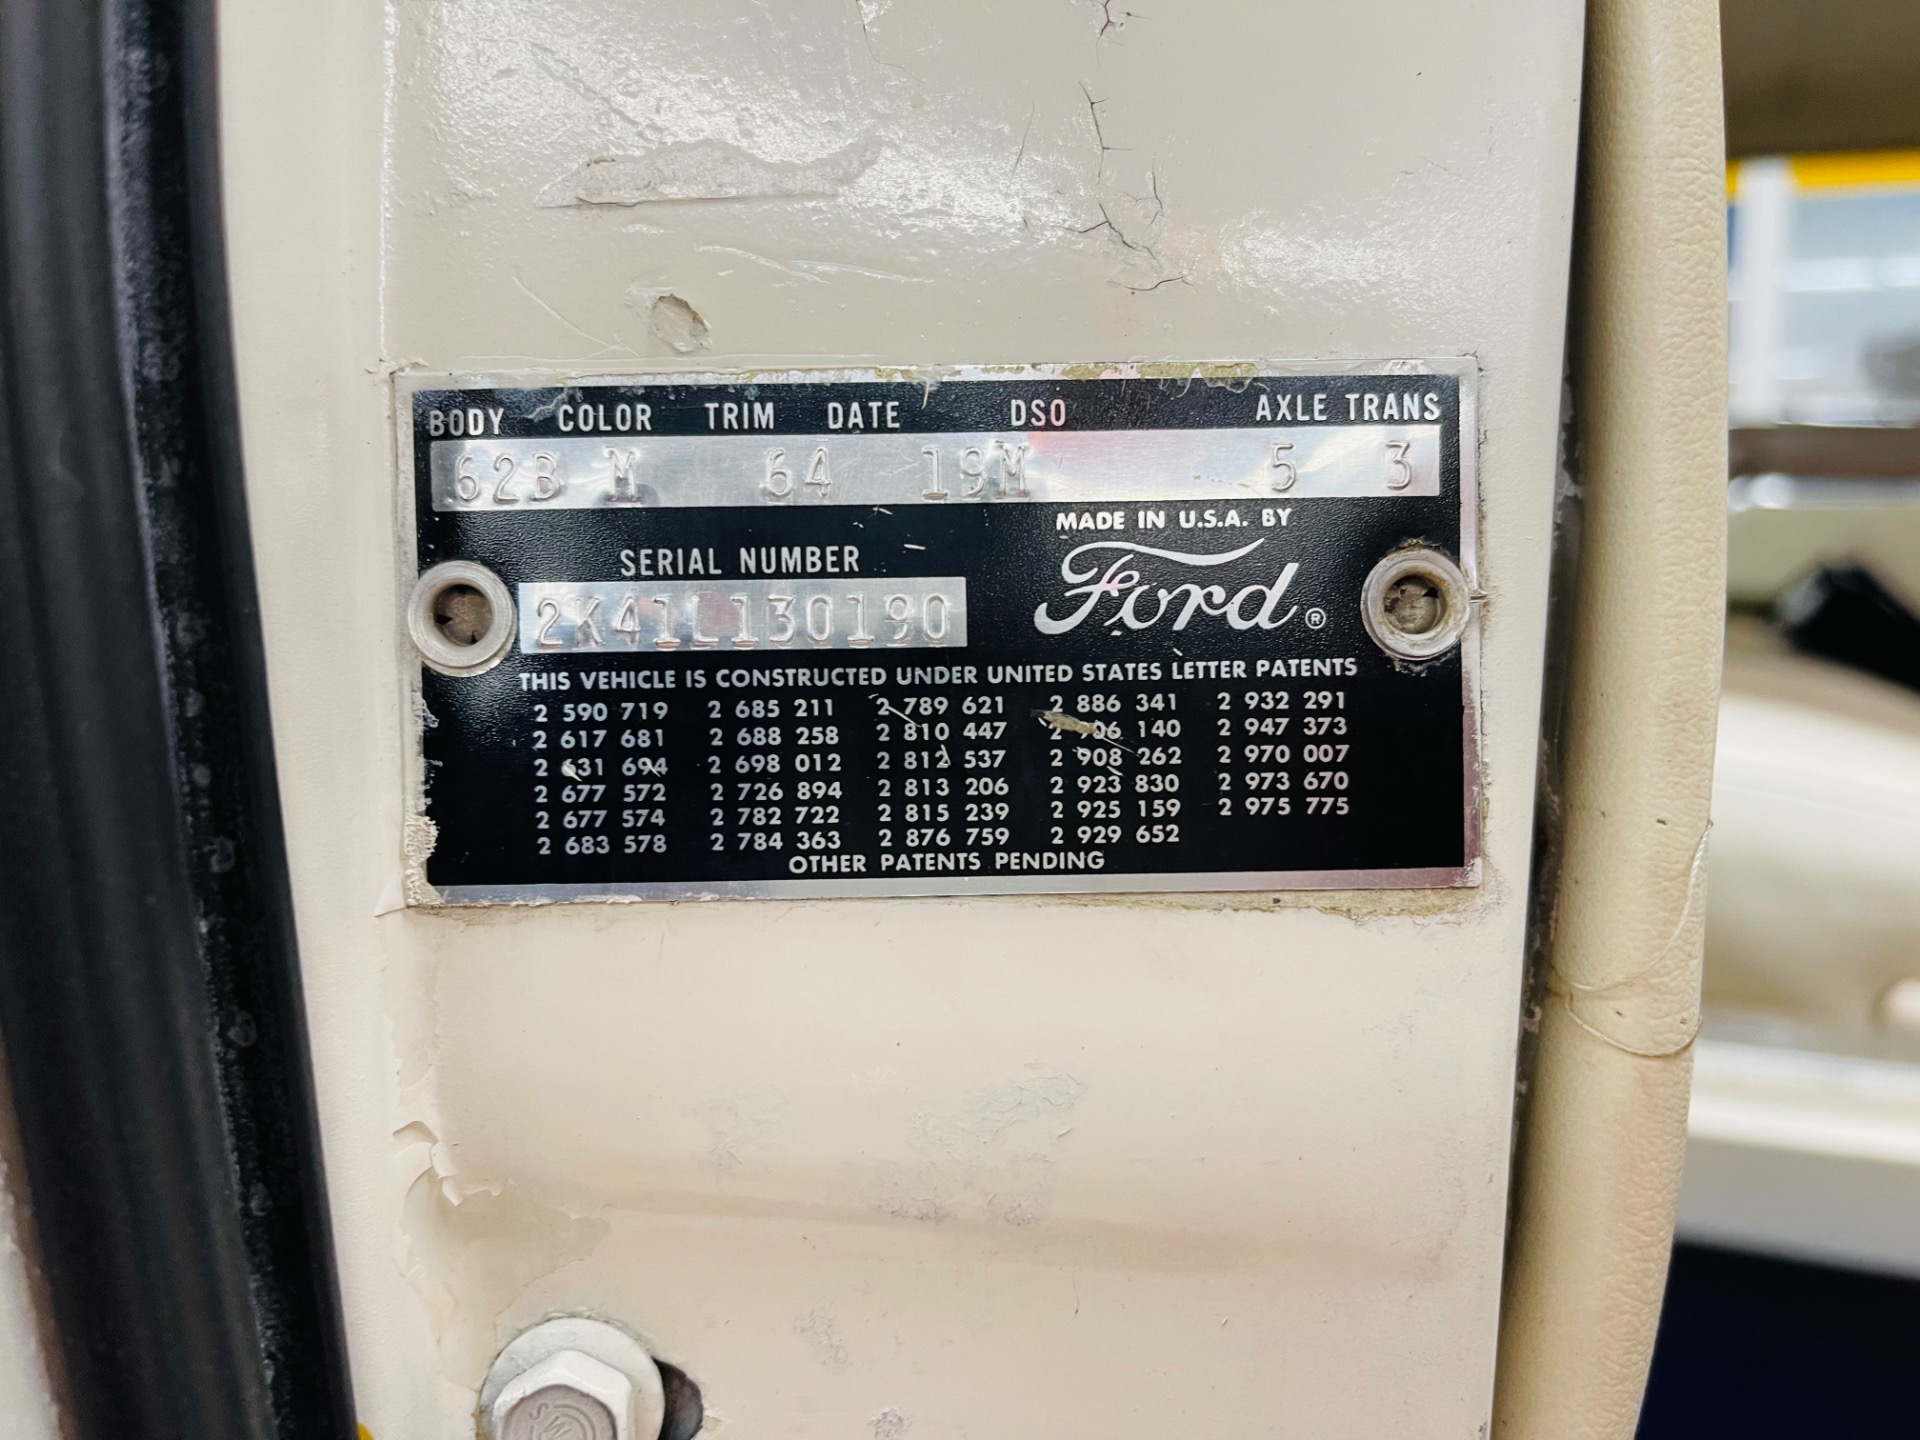 BODY COLOR TRIM DATE DSO AXLE TRANS
62B M 64 19M 5 3
MADE IN U.S.A. BY
SERIAL NUMBER
Ford ®
2K41L130190
THIS VEHICLE IS CONSTRUCTED UNDER UNITED STATES LETTER PATENTS
2 590 719 2 685 211 2 789 621 2 886 341 2 932 291
2 617 681 2 688 258 2 810 447 2 906 140 2 947 373
2 631 694 2 698 012 2 812 537 2 908 262 2 970 007
2 677 572 2 726 894 2 813 206 2 923 830 2 973 670
2 677 574 2 782 722 2 815 239 2 925 159 2 975 775
2 683 578 2 784 363 2 876 759 2 929 652
OTHER PATENTS PENDING